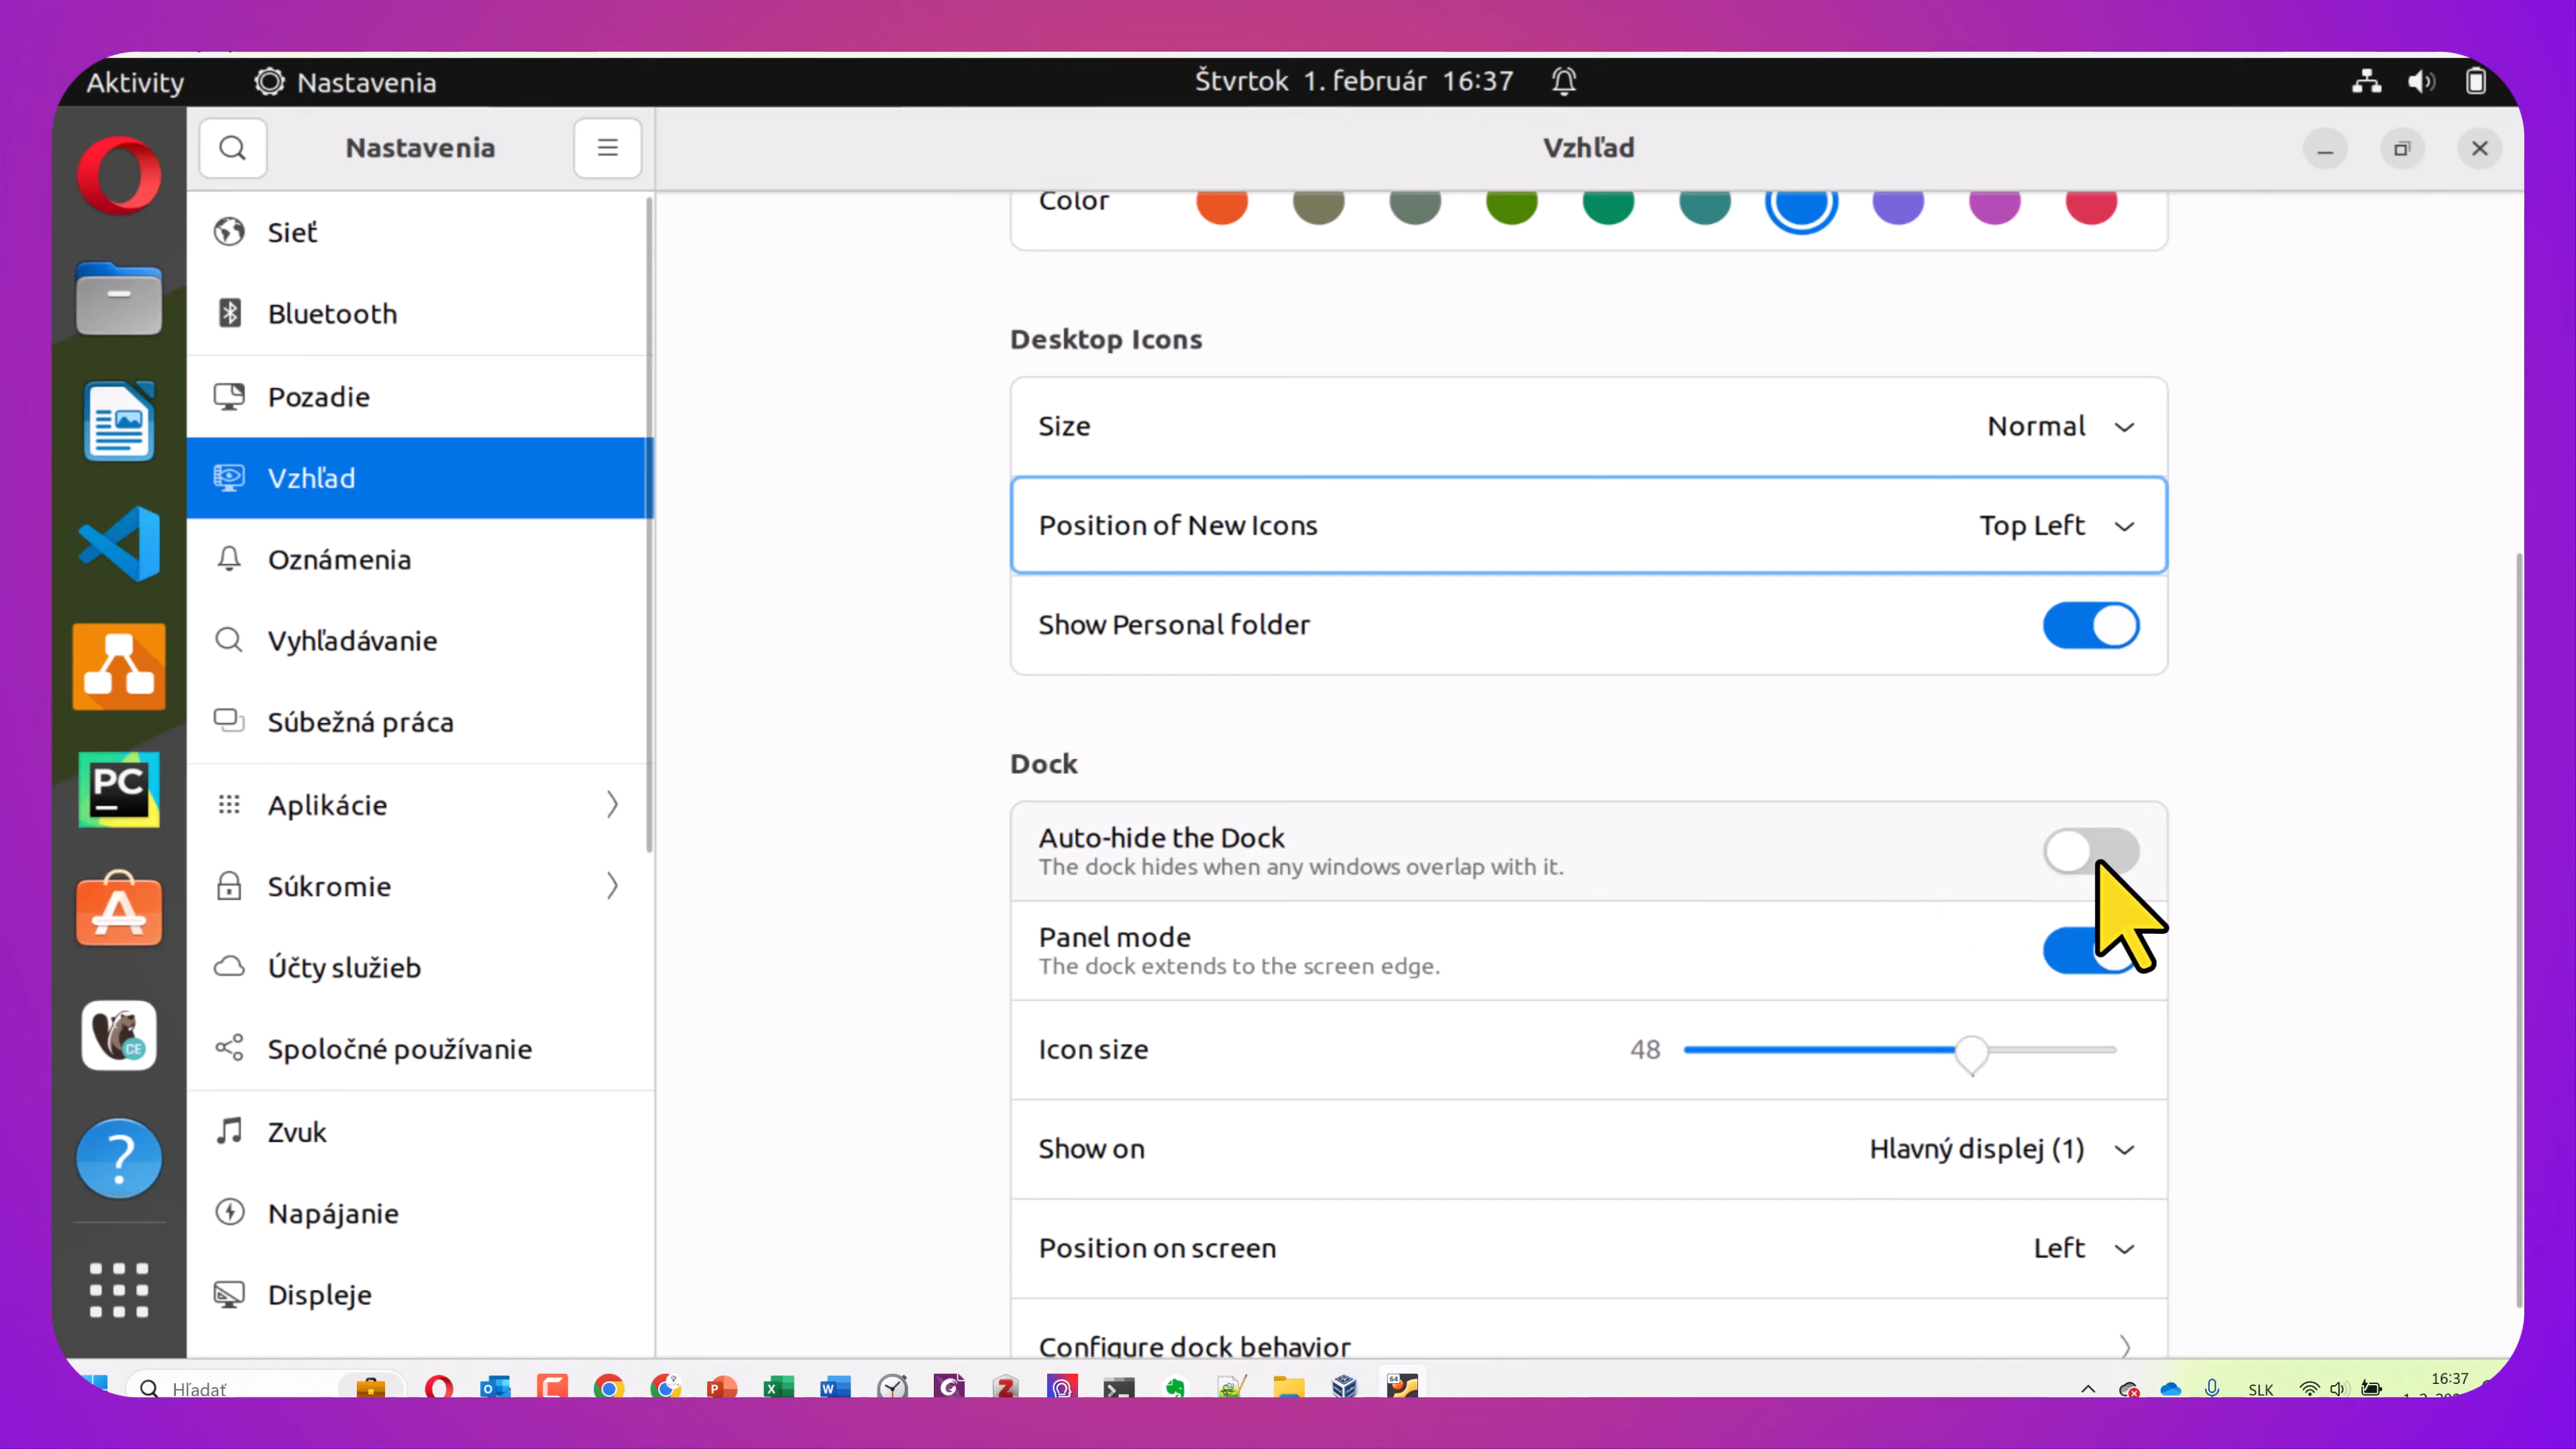 Aktivity
Nastavenia
Štvrtok 1. február 16:37
Nastavenia
Vzhľad
Sieť
Bluetooth
Pozadie
Vzhľad
Oznámenia
Vyhľadávanie
Súbežná práca
Aplikácie
Súkromie
Účty služieb
Spoločné používanie
Zvuk
Napájanie
Displeje
Color
Desktop Icons
Size
Normal
Position of New Icons
Top Left
Show Personal folder
Dock
Auto-hide the Dock
The dock hides when any windows overlap with it.
Panel mode
The dock extends to the screen edge.
Icon size
48
Show on
Hlavný displej (1)
Position on screen
Left
Configure dock behavior
PC
CE
Hľadať
SLK
16:37